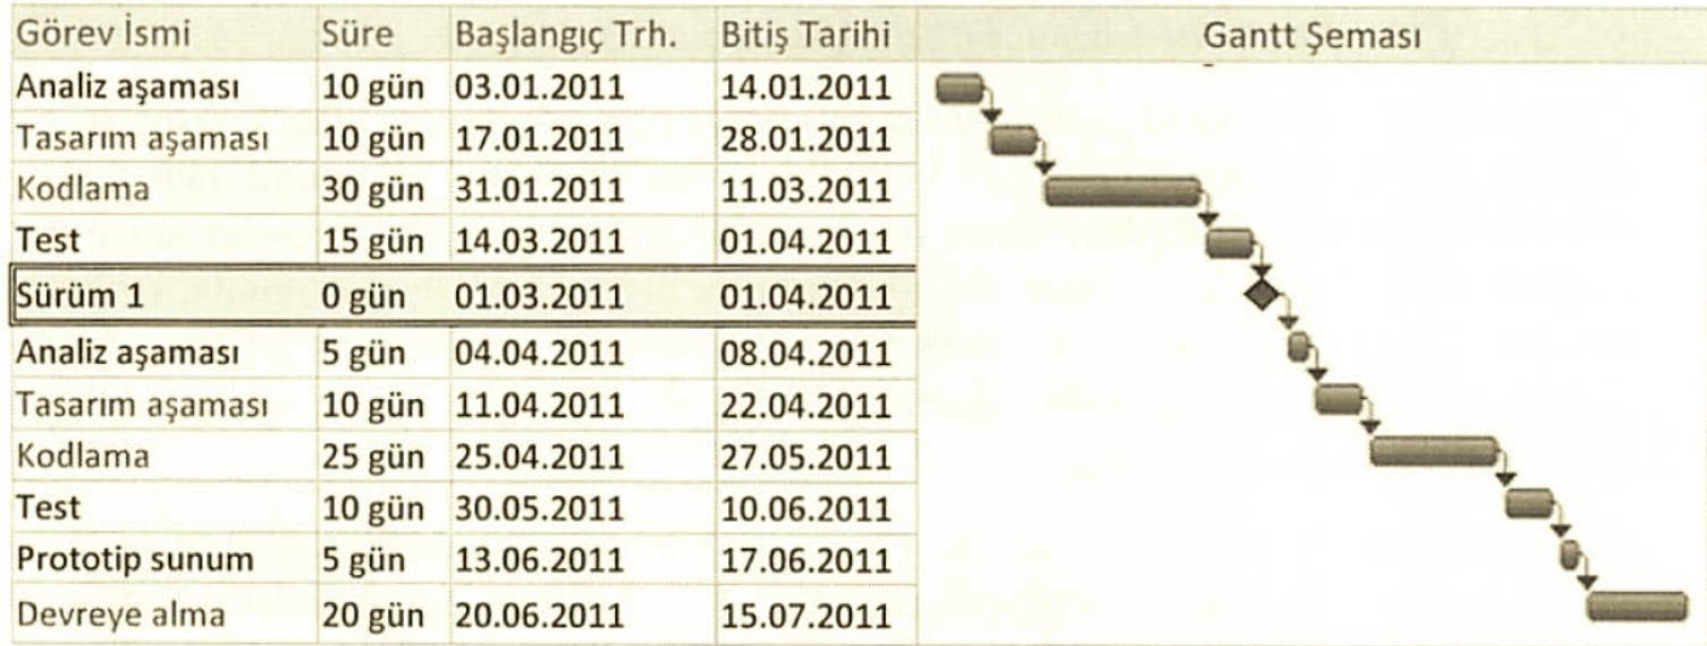 Görev İsmi Süre Başlangıç Trh. Bitiş Tarihi Gantt Şeması
Analiz aşaması 10 gün 03.01.2011 14.01.2011
Tasarım aşaması 10 gün 17.01.2011 28.01.2011
Kodlama 30 gün 31.01.2011 11.03.2011
Test 15 gün 14.03.2011 01.04.2011
Sürüm 1 0 gün 01.03.2011 01.04.2011
Analiz aşaması 5 gün 04.04.2011 08.04.2011
Tasarım aşaması 10 gün 11.04.2011 22.04.2011
Kodlama 25 gün 25.04.2011 27.05.2011
Test 10 gün 30.05.2011 10.06.2011
Prototip sunum 5 gün 13.06.2011 17.06.2011
Devreye alma 20 gün 20.06.2011 15.07.2011